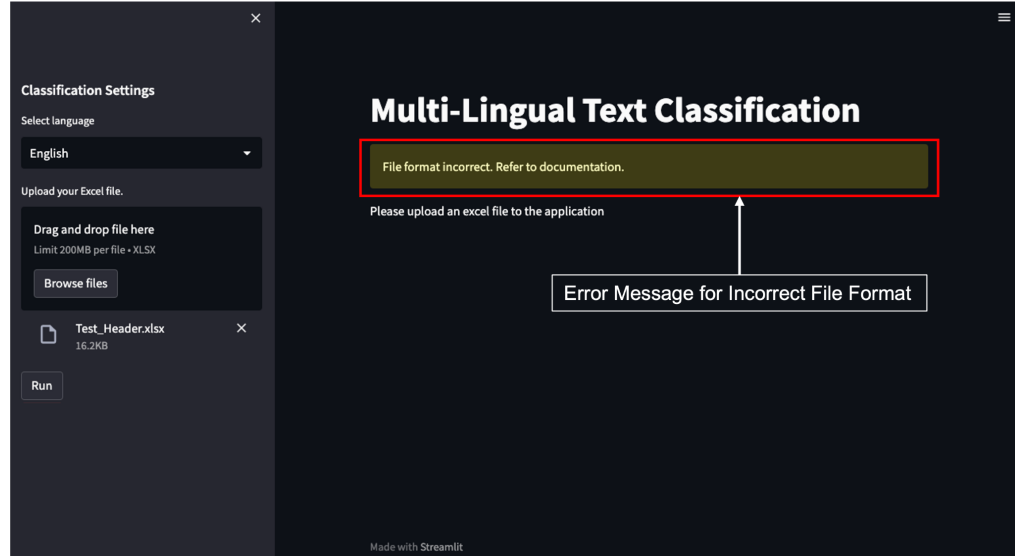 Classification Settings
Select language
English
Upload your Excel file.
Drag and drop file here
Limit 200MB per file • XLSX
Browse files
Test_Header.xlsx
16.2KB
Run
Multi-Lingual Text Classification
File format incorrect. Refer to documentation.
Please upload an excel file to the application
Error Message for Incorrect File Format
Made with Streamlit